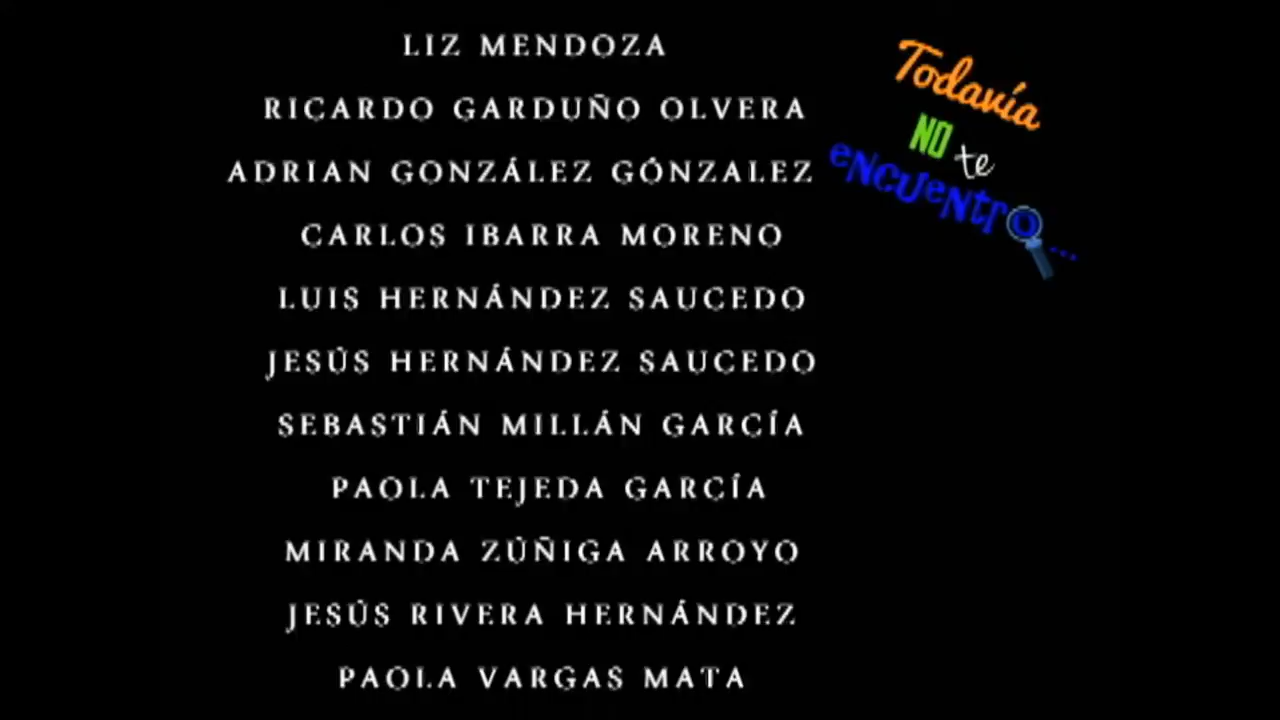 LIZ MENDOZA
RICARDO GARDUÑO OLVERA
ADRIAN GONZÁLEZ GÓNZALEZ
CARLOS IBARRA MORENO
LUIS HERNÁNDEZ SAUCEDO
JESÚS HERNÁNDEZ SAUCEDO
SEBASTIÁN MILLÁN GARCÍA
PAOLA TEJEDA GARCÍA
MIRANDA ZÚÑIGA ARROYO
JESÚS RIVERA HERNÁNDEZ
PAOLA VARGAS MATA
Todavía
NO te
eNCueNtrO...